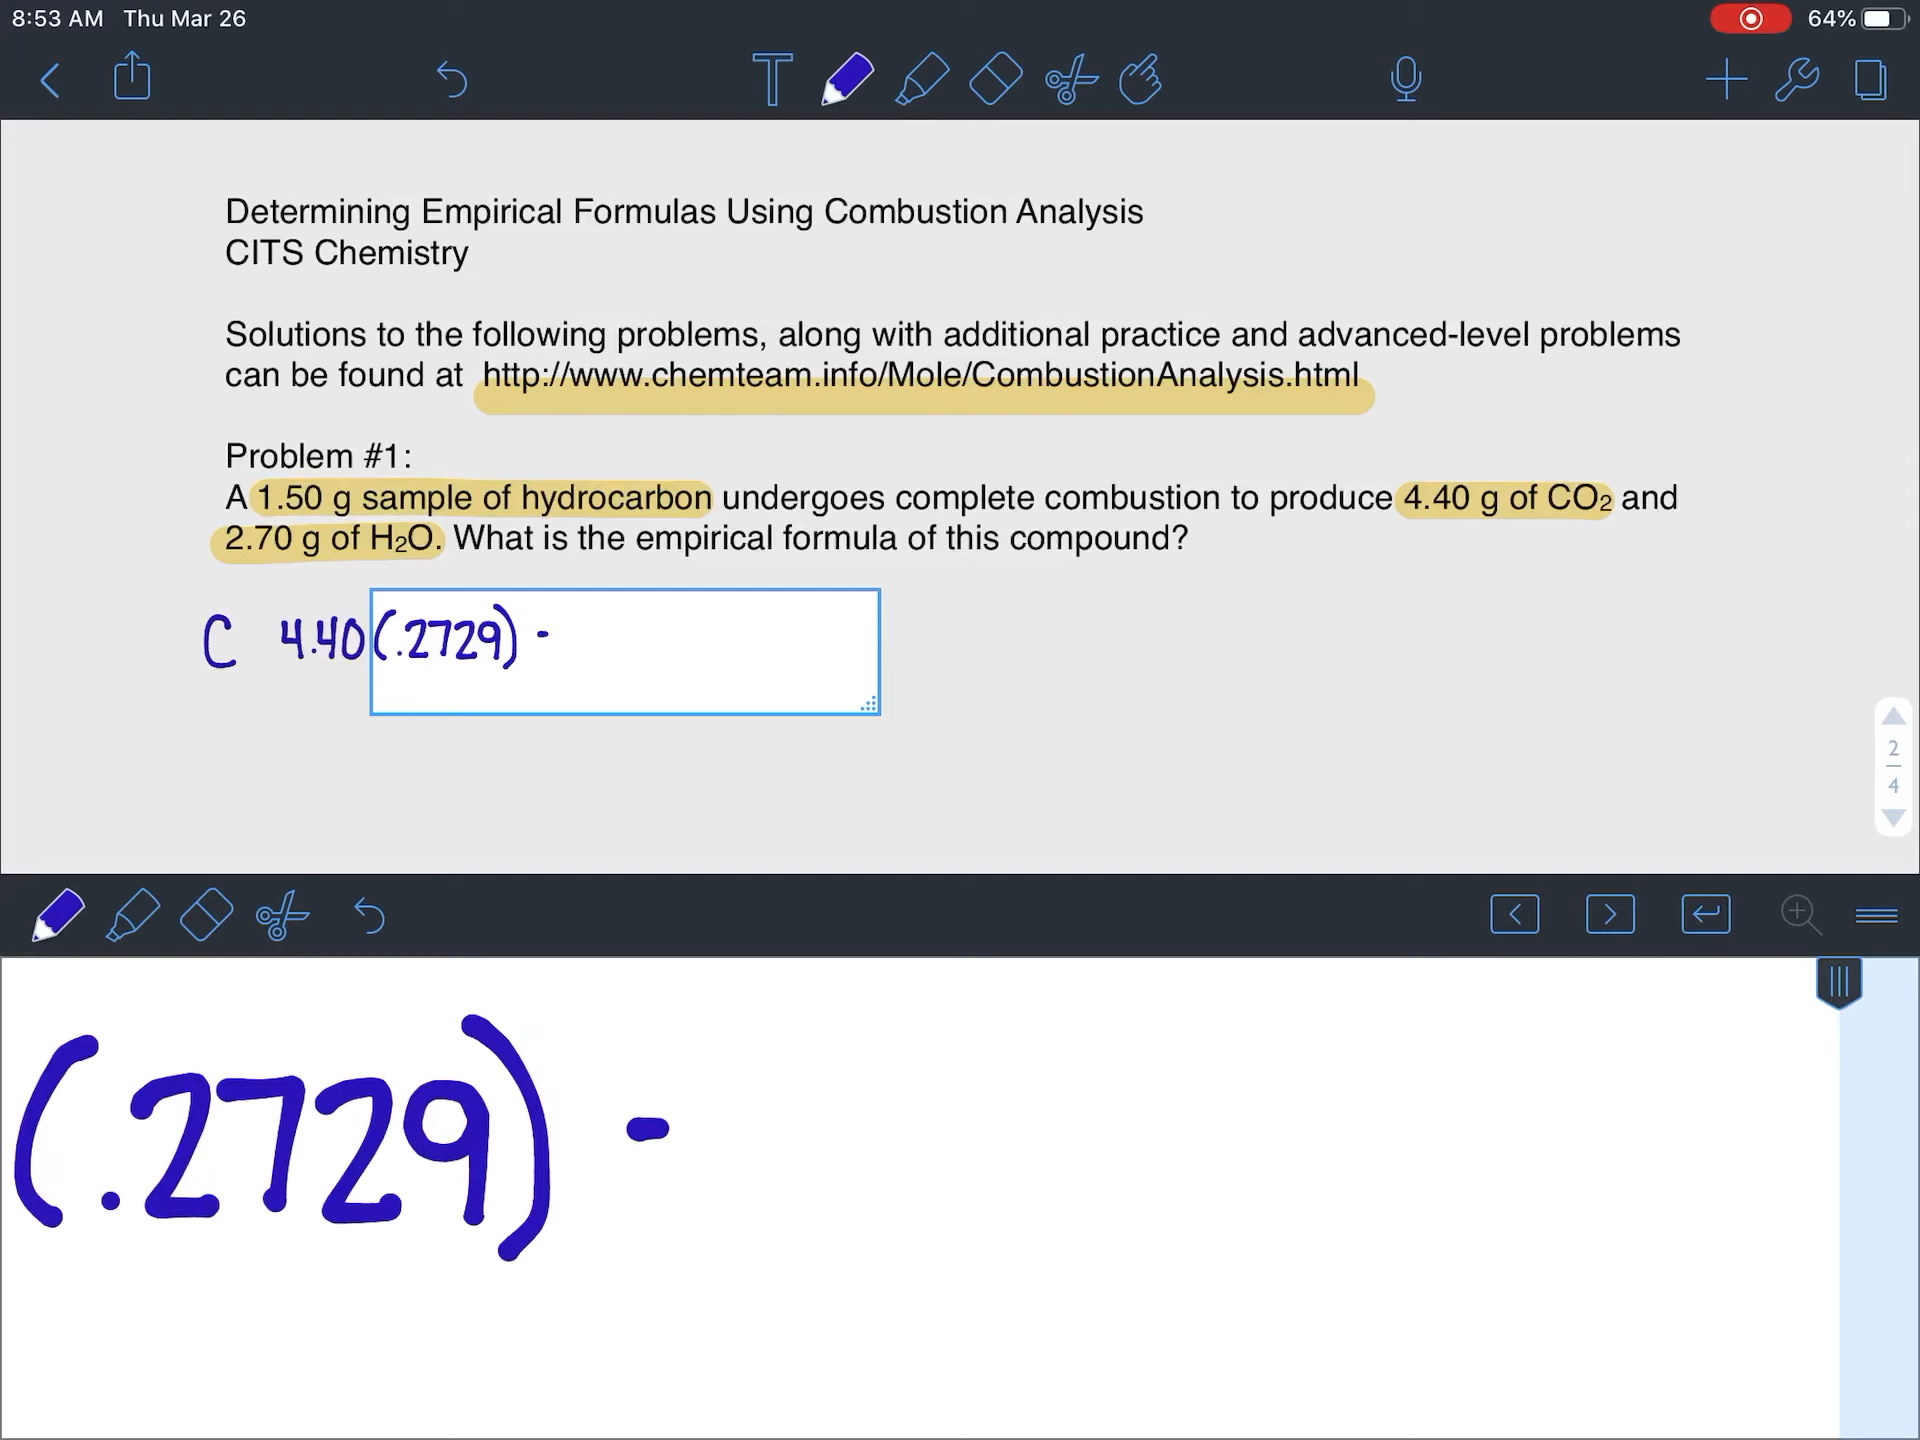 8:53 AM Thu Mar 26
64%
Determining Empirical Formulas Using Combustion Analysis
CITS Chemistry
Solutions to the following problems, along with additional practice and advanced-level problems
can be found at http://www.chemteam.info/Mole/CombustionAnalysis.html
Problem #1:
A 1.50 g sample of hydrocarbon undergoes complete combustion to produce 4.40 g of CO₂ and
2.70 g of H₂O. What is the empirical formula of this compound?
C 4.40 (.2729) -
2
4
(.2729) -